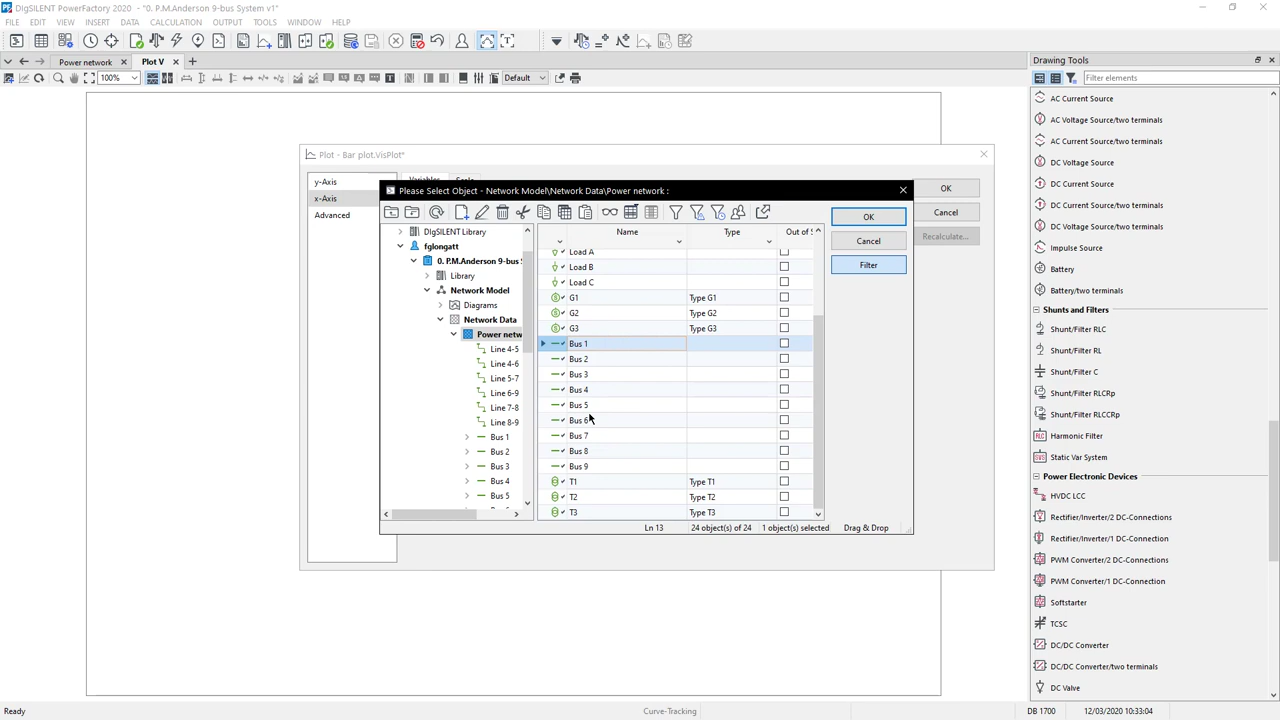 DIgSILENT PowerFactory 2020 - "0. P.M.Anderson 9-bus System v1"
FILE EDIT VIEW INSERT DATA CALCULATION OUTPUT TOOLS WINDOW HELP
Power network
Plot V
100%
Default
Drawing Tools
Filter elements
AC Current Source
AC Voltage Source/two terminals
AC Current Source/two terminals
DC Voltage Source
DC Current Source
DC Current Source/two terminals
DC Voltage Source/two terminals
Impulse Source
Battery
Battery/two terminals
Shunts and Filters
Shunt/Filter RLC
Shunt/Filter RL
Shunt/Filter C
Shunt/Filter RLCRp
Shunt/Filter RLCCRp
Harmonic Filter
Static Var System
Power Electronic Devices
HVDC LCC
Rectifier/Inverter/2 DC-Connections
Rectifier/Inverter/1 DC-Connection
PWM Converter/2 DC-Connections
PWM Converter/1 DC-Connection
Softstarter
TCSC
DC/DC Converter
DC/DC Converter/two terminals
DC Valve
Plot - Bar plot.VisPlot*
y-Axis
x-Axis
Advanced
Variables Scale
OK
Cancel
Recalculate...
Please Select Object - Network Model\Network Data\Power network :
OK
Cancel
Filter
DIgSILENT Library
fglongatt
0. P.M.Anderson 9-bus S
Library
Network Model
Diagrams
Network Data
Power netw
Line 4-5
Line 4-6
Line 5-7
Line 6-9
Line 7-8
Line 8-9
Bus 1
Bus 2
Bus 3
Bus 4
Bus 5
Name Type Out of S
Load A
Load B
Load C
G1 Type G1
G2 Type G2
G3 Type G3
Bus 1
Bus 2
Bus 3
Bus 4
Bus 5
Bus 6
Bus 7
Bus 8
Bus 9
T1 Type T1
T2 Type T2
T3 Type T3
Ln 13 24 object(s) of 24 1 object(s) selected Drag & Drop
Ready Curve-Tracking DB 1700 12/03/2020 10:33:04